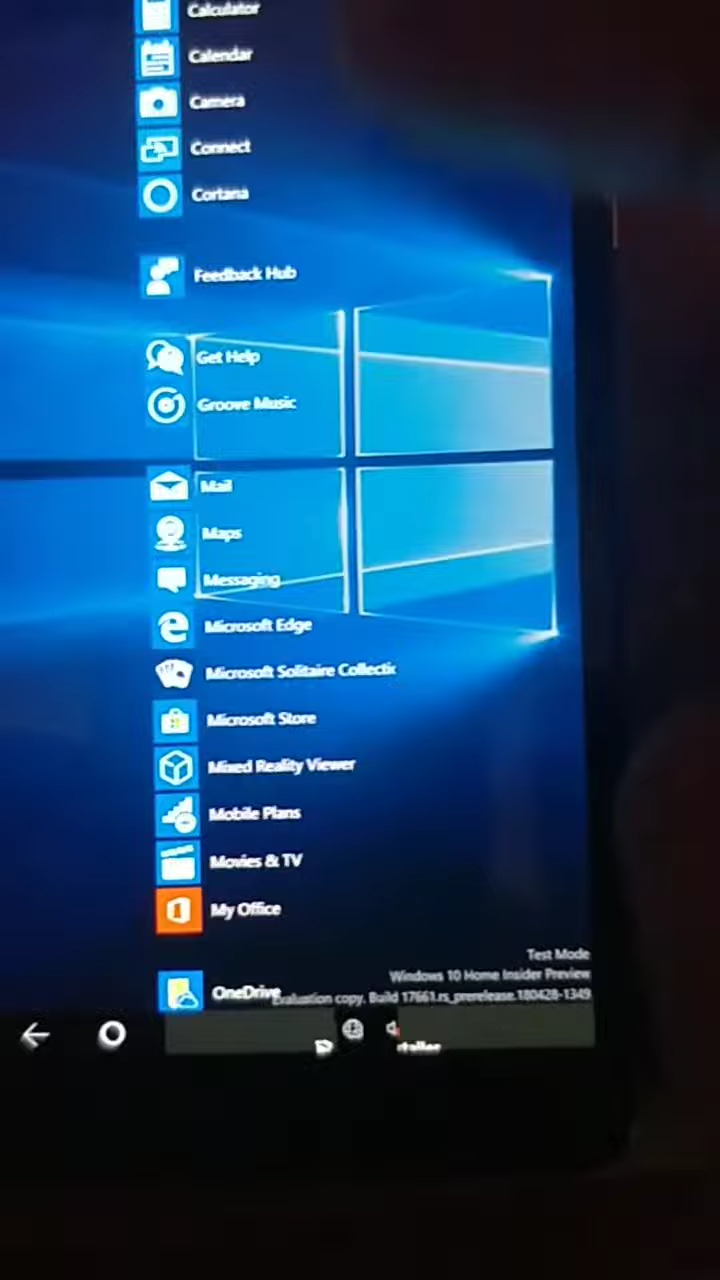 Calculator
Calendar
Camera
Connect
Cortana
Feedback Hub
Get Help
Groove Music
Mail
Maps
Messaging
Microsoft Edge
Microsoft Solitaire Collectic
Microsoft Store
Mixed Reality Viewer
Mobile Plans
Movies & TV
My Office
Test Mode
Windows 10 Home Insider Preview
OneDrive
Evaluation copy. Build 17661.rs_prerelease.180428-1349